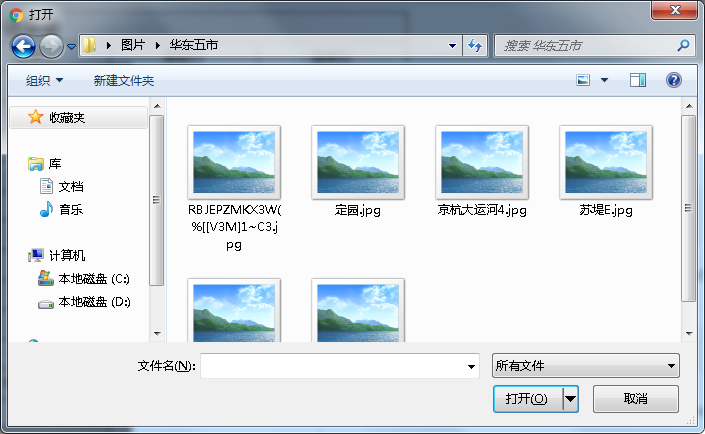 打开
图片 华东五市
搜索 华东五市
组织 新建文件夹
收藏夹
库
文档
音乐
计算机
本地磁盘 (C:)
本地磁盘 (D:)
RBJEPZMKX3W(
%[[V3M]1~C3.j
pg
定园.jpg
京杭大运河4.jpg
苏堤E.jpg
文件名(N):
所有文件
打开(O)
取消